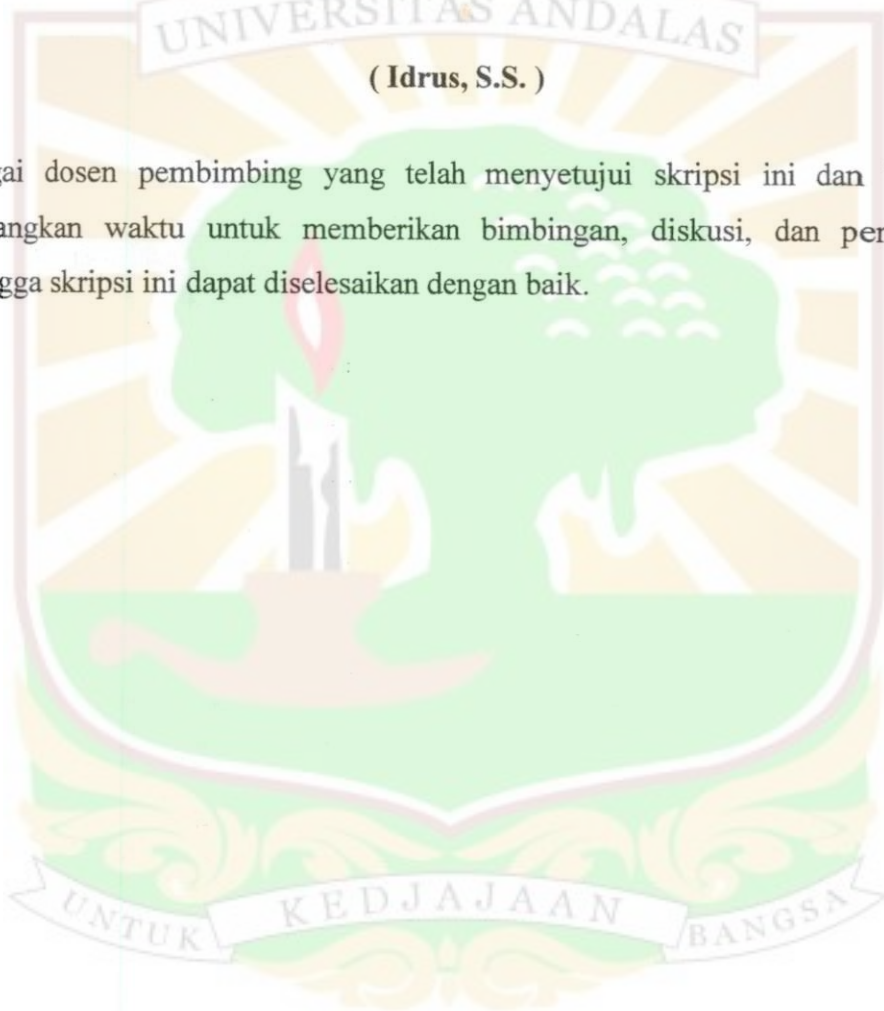 UNIVERSITAS ANDALAS
( Idrus, S.S. )
gai dosen pembimbing yang telah menyetujui skripsi ini dan
angkan waktu untuk memberikan bimbingan, diskusi, dan per
gga skripsi ini dapat diselesaikan dengan baik.
UNTUK KEDJAJAAN BANGSA